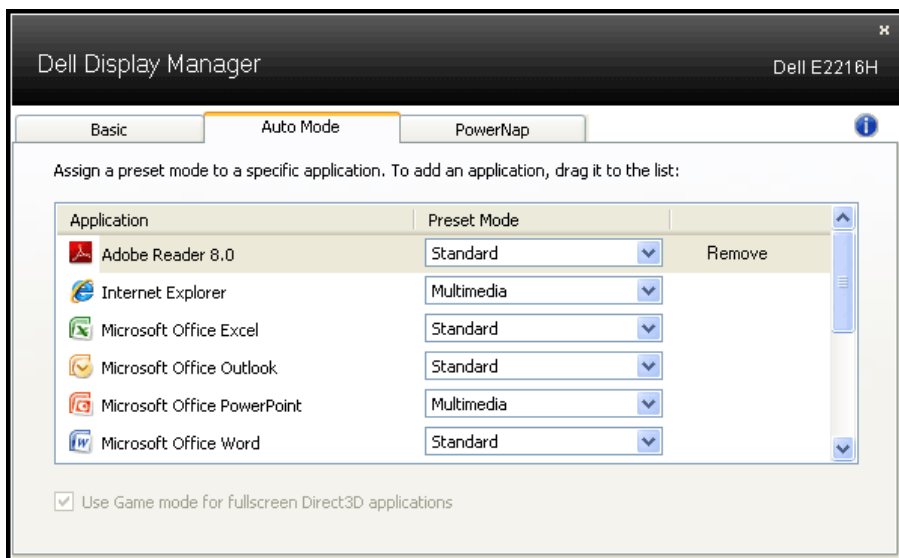 Dell Display Manager
Dell E2216H
Basic
Auto Mode
PowerNap
Assign a preset mode to a specific application. To add an application, drag it to the list:
Application Preset Mode
Adobe Reader 8.0 Standard Remove
Internet Explorer Multimedia
Microsoft Office Excel Standard
Microsoft Office Outlook Standard
Microsoft Office PowerPoint Multimedia
Microsoft Office Word Standard
Use Game mode for fullscreen Direct3D applications